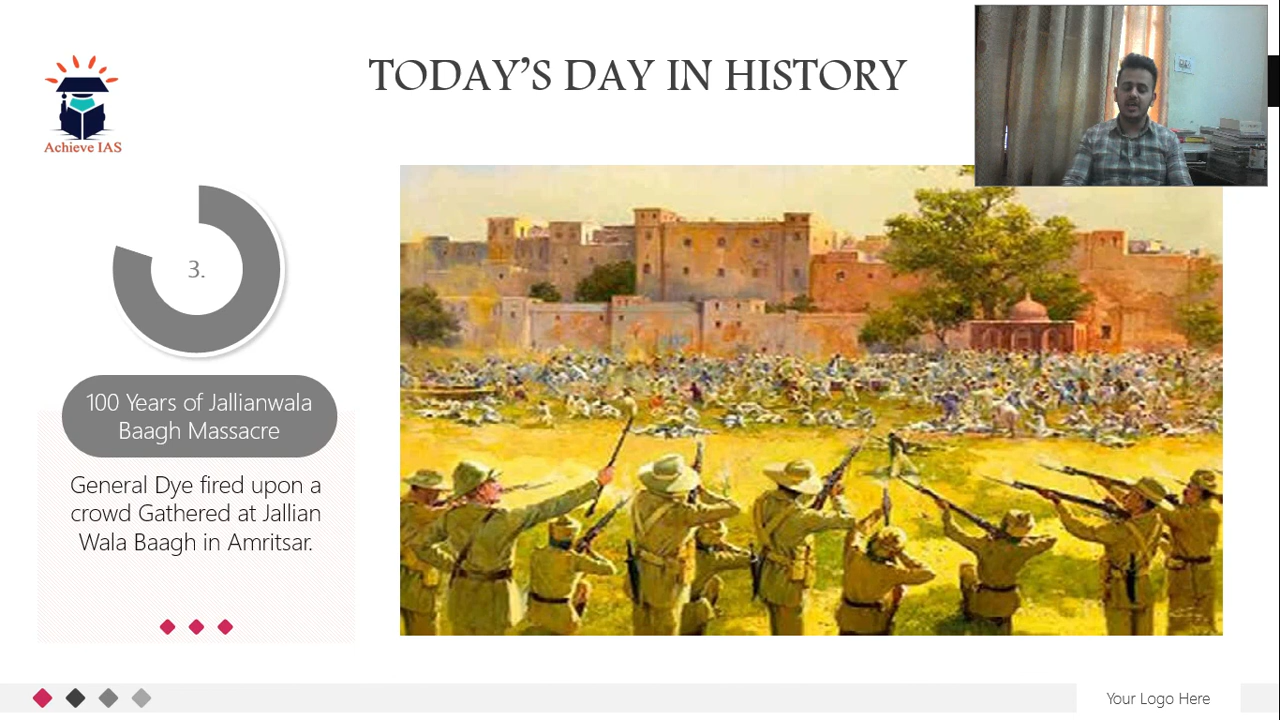 TODAY'S DAY IN HISTORY
Achieve IAS
3.
100 Years of Jallianwala
Baagh Massacre
General Dye fired upon a
crowd Gathered at Jallian
Wala Baagh in Amritsar.
Your Logo Here